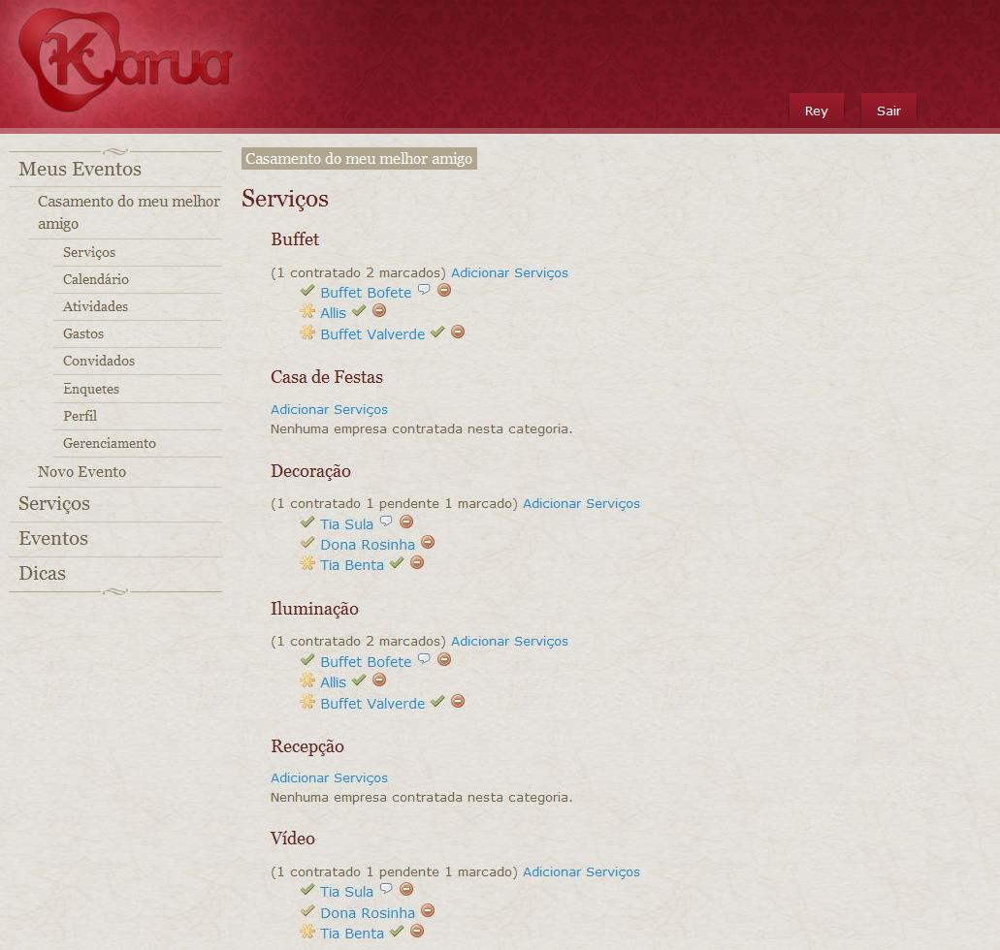 Karua
Rey
Sair
Meus Eventos
Casamento do meu melhor
amigo
Serviços
Calendário
Atividades
Gastos
Convidados
Enquetes
Perfil
Gerenciamento
Novo Evento
Serviços
Eventos
Dicas
Casamento do meu melhor amigo
Serviços
Buffet
(1 contratado 2 marcados) Adicionar Serviços
Buffet Bofete
Allis
Buffet Valverde
Casa de Festas
Adicionar Serviços
Nenhuma empresa contratada nesta categoria.
Decoração
(1 contratado 1 pendente 1 marcado) Adicionar Serviços
Tia Sula
Dona Rosinha
Tia Benta
Iluminação
(1 contratado 2 marcados) Adicionar Serviços
Buffet Bofete
Allis
Buffet Valverde
Recepção
Adicionar Serviços
Nenhuma empresa contratada nesta categoria.
Vídeo
(1 contratado 1 pendente 1 marcado) Adicionar Serviços
Tia Sula
Dona Rosinha
Tia Benta